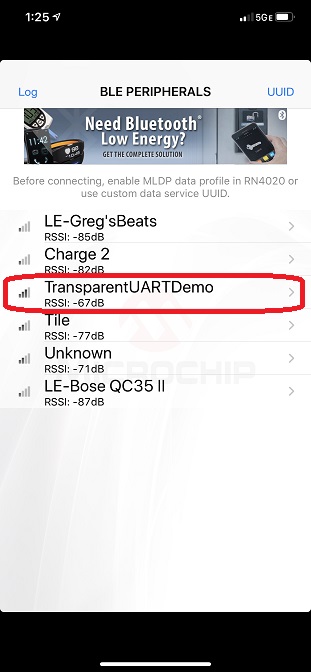 1:25
5GE
Log
BLE PERIPHERALS
UUID
Need Bluetooth®
Low Energy?
GET THE COMPLETE SOLUTION
11:42
Before connecting, enable MLDP data profile in RN4020 or
use custom data service UUID.
LE-Greg'sBeats
RSSI: -85dB
Charge 2
RSSI: -82dB
TransparentUARTDemo
RSSI: -67dB
Tile
RSSI: -77dB
Unknown
RSSI: -71dB
MICROCHIP
LE-Bose QC35 II
RSSI: -87dB